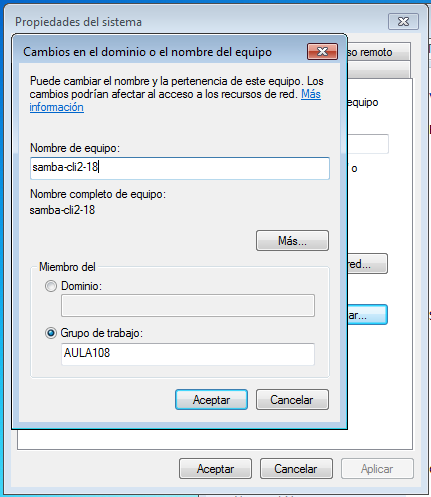 Propiedades del sistema
Cambios en el dominio o el nombre del equipo
so remoto
Puede cambiar el nombre y la pertenencia de este equipo. Los
cambios podrían afectar al acceso a los recursos de red. Más
información
equipo
Nombre de equipo:
samba-cli2-18
o
Nombre completo de equipo:
samba-cli2-18
Más...
red...
Miembro del
Dominio:
ar...
Grupo de trabajo:
AULA108
Aceptar
Cancelar
Aceptar
Cancelar
Aplicar